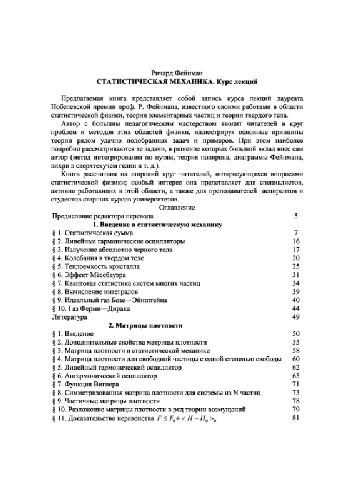 Ричард Фейнман
СТАТИСТИЧЕСКАЯ МЕХАНИКА. Курс лекций
Предлагаемая книга представляет собой запись курса лекций лауреата
Нобелевской премии проф. Р. Фейнмана, известного своими работами в области
статистической физики, теории элементарных частиц и теории твердого тела.
Автор с большим педагогическим мастерством вводит читателей в круг
проблем и методов этих областей физики, иллюстрируя основные принципы
теории рядом удачно подобранных задач и примеров. При этом наиболее
подробно рассматриваются те задачи, в решение которых большой вклад внес сам
автор (метод интегрирования по путям, теория полярона, диаграммы Фейнмана,
лекции о сверхтекучем гелии и т. д.).
Книга рассчитана на широкий круг читателей, интересующихся вопросами
статистической физики; особый интерес она представляет для специалистов,
активно работающих в этой области, а также для преподавателей, аспирантов и
студентов старших курсов университетов.
Оглавление
Предисловие редактора перевода 5
1. Введение в статистическую механику
§ 1. Статистическая сумма 7
§ 2. Линейные гармонические осцилляторы 16
§ 3. Излучение абсолютно черного тела 17
§ 4. Колебания в твердом теле 20
§ 5. Теплоемкость кристалла 25
§ 6. Эффект Мёссбауэра 31
§ 7. Квантовая статистика систем многих частиц 34
§ 8. Вычисление интегралов 39
§ 9. Идеальный газ Бозе—Эйнштейна 40
§ 10. Газ Ферми—Дирака 44
Литература 49
2. Матрицы плотности
§ 1. Введение 50
§ 2. Дополнительные свойства матрицы плотности 55
§ 3. Матрица плотности в статистической механике 58
§ 4. Матрица плотности для свободной частицы с одной степенью свободы 60
§ 5. Линейный гармонический осциллятор 62
§ 6. Ангармонический осциллятор 65
§ 7. Функция Вигнера 71
§ 8. Симметризованная матрица плотности для системы из N частиц 73
§ 9. Частичные матрицы плотности 78
§ 10. Разложение матрицы плотности в ряд теории возмущений 79
§ 11. Доказательство неравенства F ≤ F₀ + < H − H₀ >₀ 81